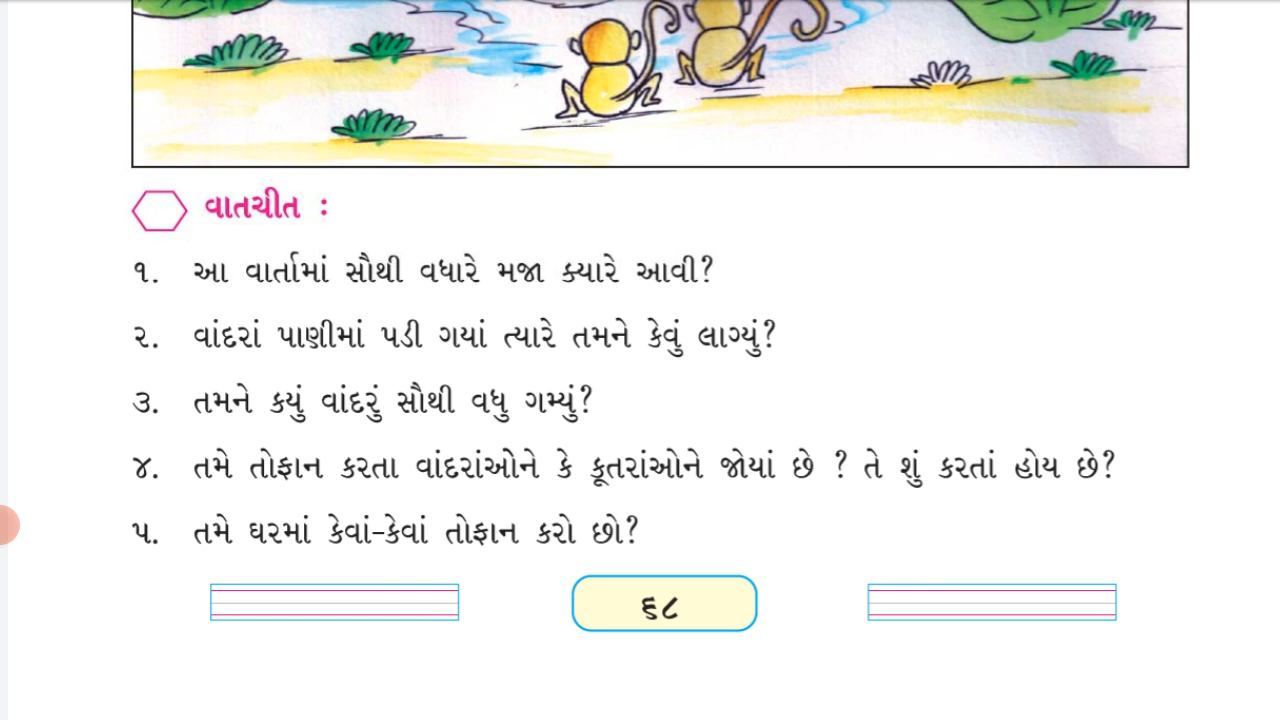 વાતચીત :
૧. આ વાર્તામાં સૌથી વધારે મજા ક્યારે આવી?
૨. વાંદરાં પાણીમાં પડી ગયાં ત્યારે તમને કેવું લાગ્યું?
૩. તમને કયું વાંદરું સૌથી વધુ ગમ્યું?
૪. તમે તોફાન કરતા વાંદરાંઓને કે કૂતરાંઓને જોયાં છે ? તે શું કરતાં હોય છે?
૫. તમે ઘરમાં કેવાં-કેવાં તોફાન કરો છો?
૬૮